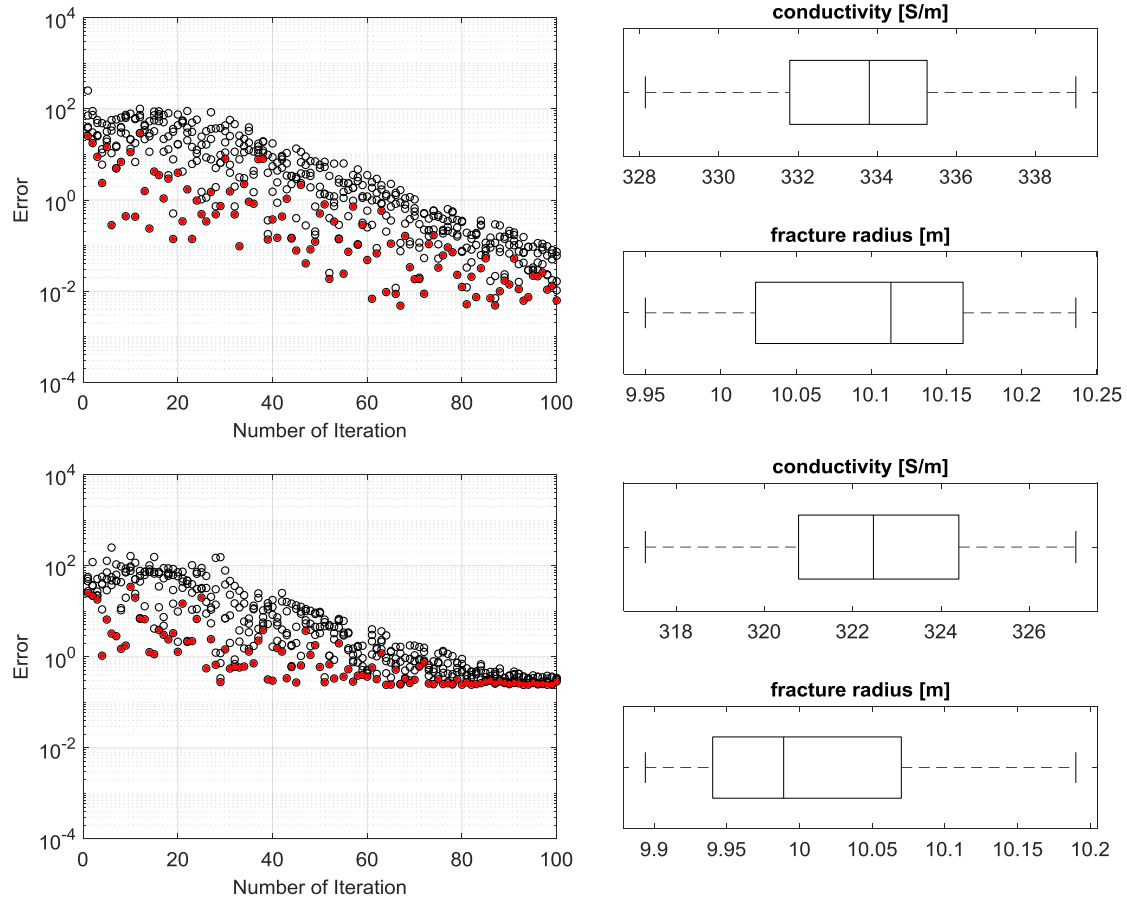 10^4
10^2
10^0
10^-2
10^-4
Error
0 20 40 60 80 100
Number of Iteration
conductivity [S/m]
328 330 332 334 336 338
fracture radius [m]
9.95 10 10.05 10.1 10.15 10.2 10.25
10^4
10^2
10^0
10^-2
10^-4
Error
0 20 40 60 80 100
Number of Iteration
conductivity [S/m]
318 320 322 324 326
fracture radius [m]
9.9 9.95 10 10.05 10.1 10.15 10.2